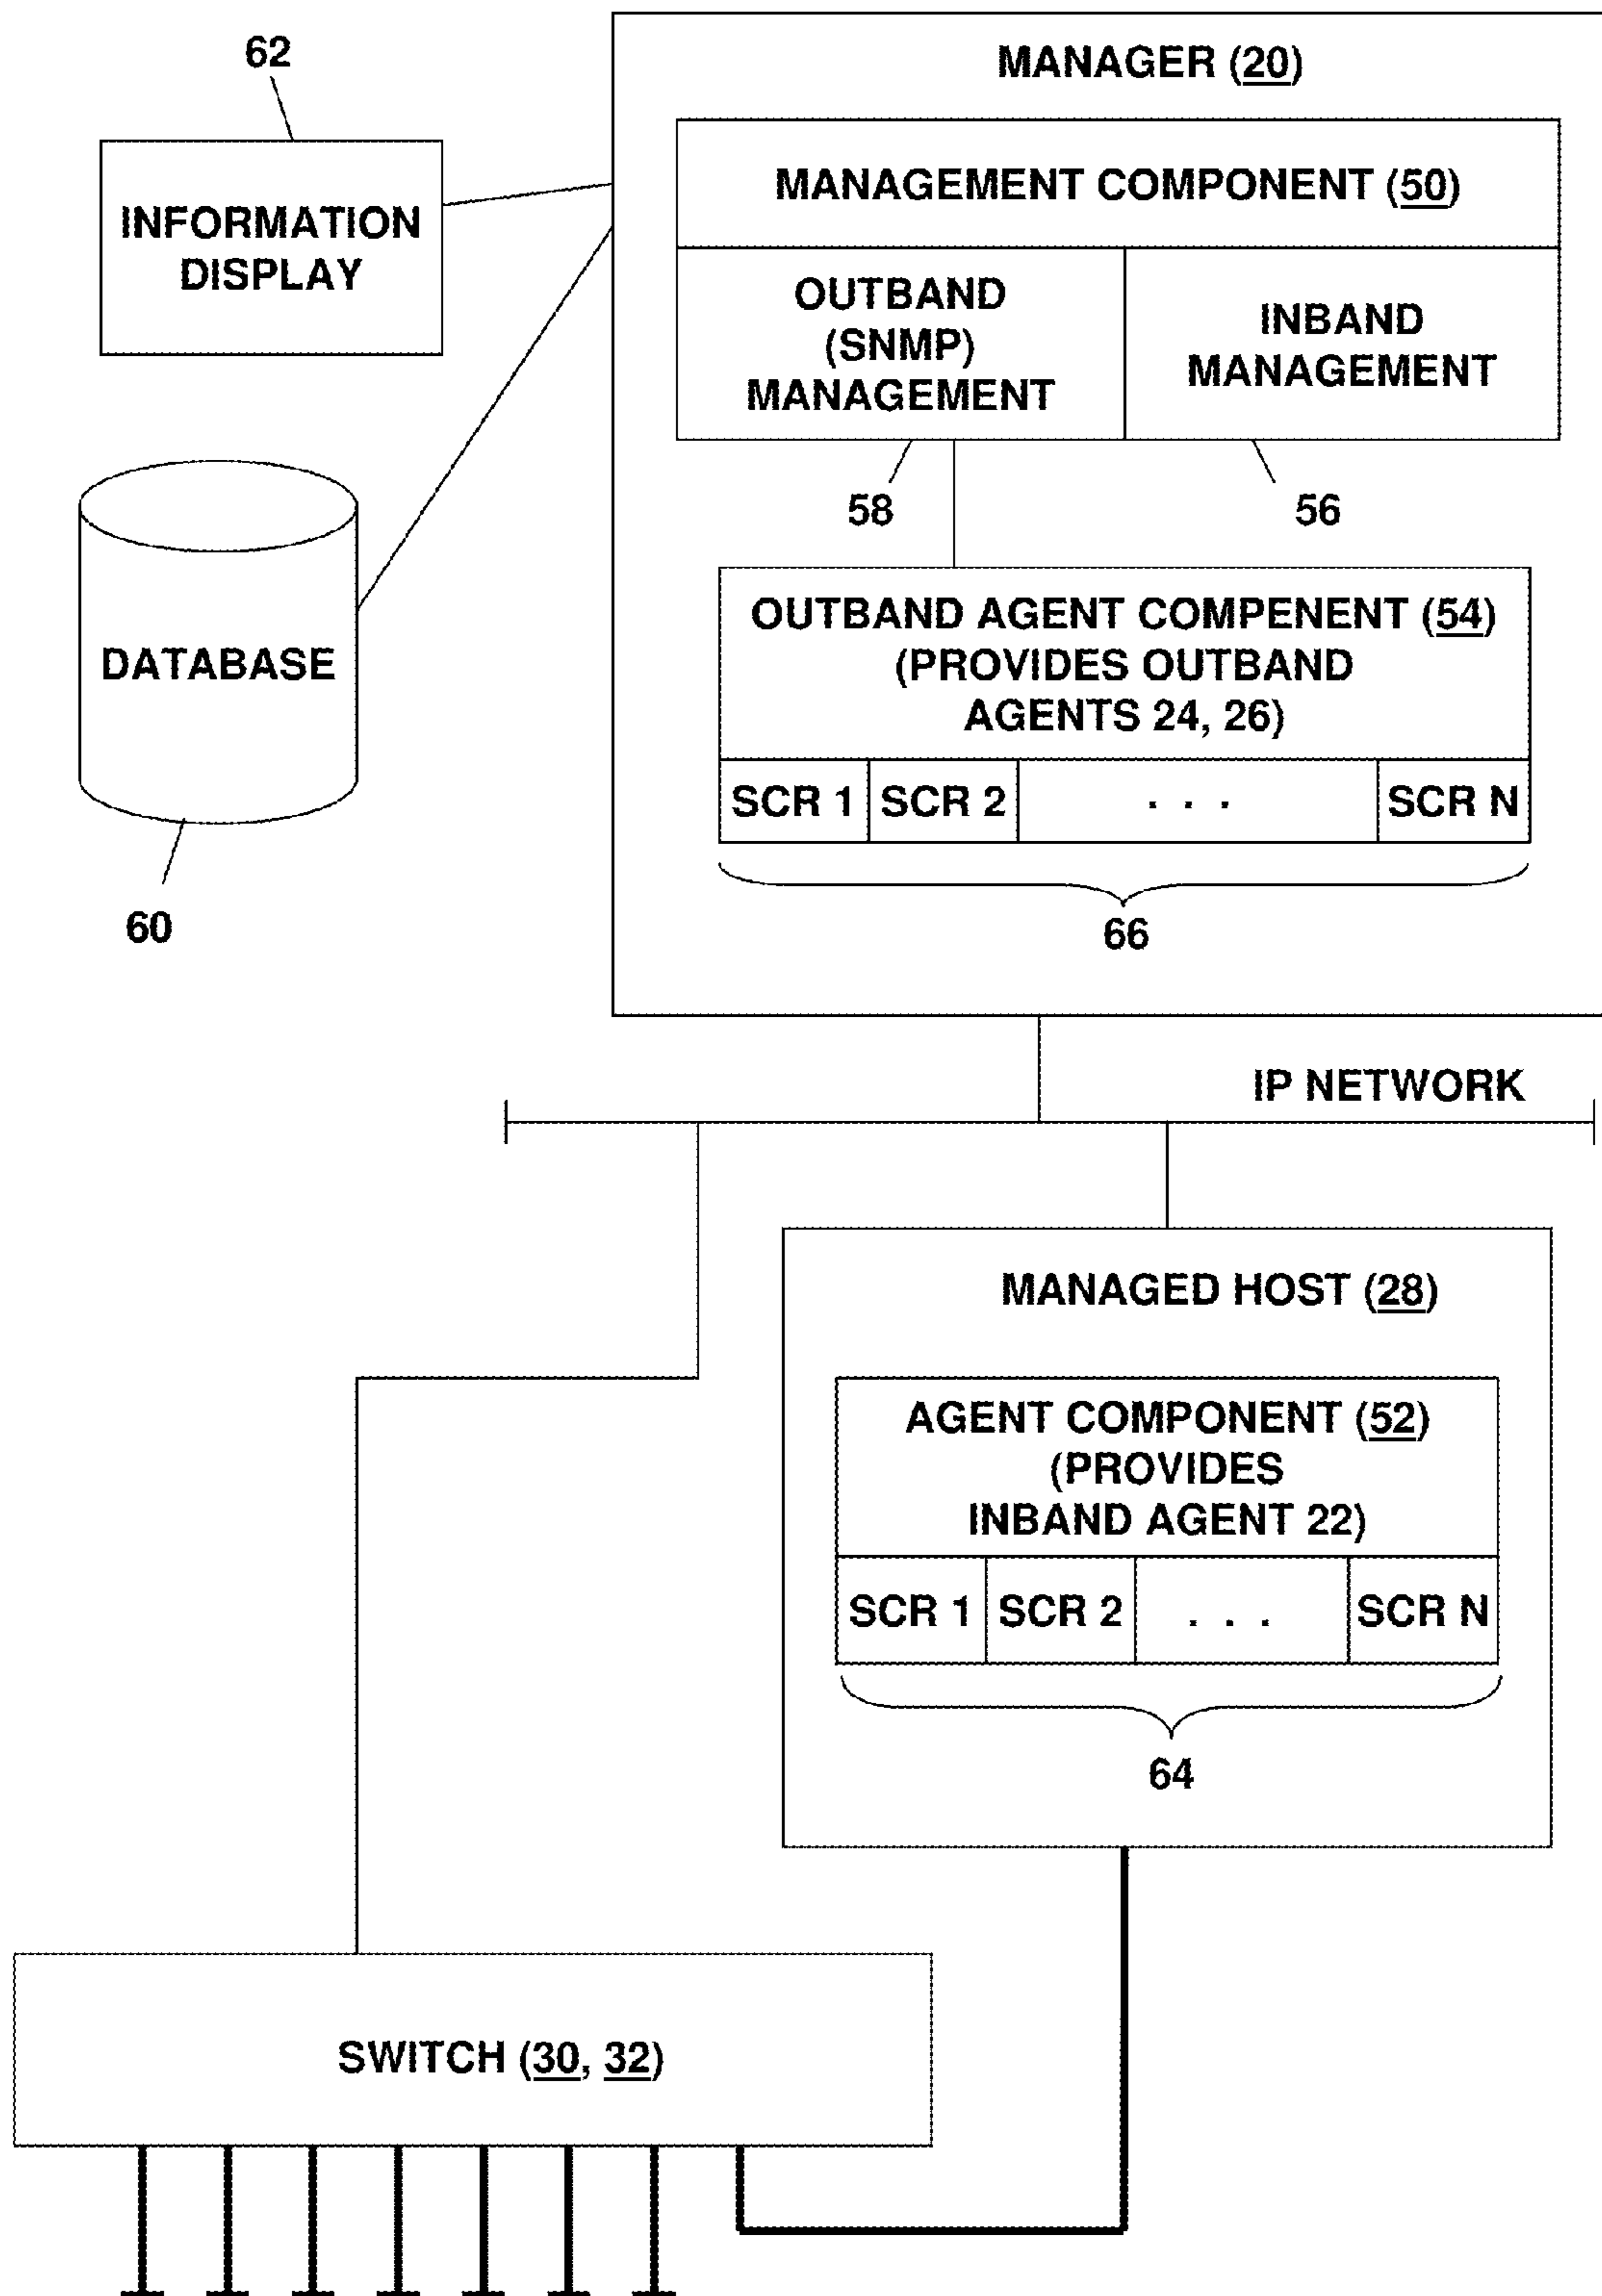 62
MANAGER (20)
MANAGEMENT COMPONENT (50)
INFORMATION
DISPLAY
OUTBAND
(SNMP)
MANAGEMENT
INBAND
MANAGEMENT
58
56
OUTBAND AGENT COMPENENT (54)
(PROVIDES OUTBAND
AGENTS 24, 26)
DATABASE
SCR 1
SCR 2
. . .
SCR N
60
66
IP NETWORK
MANAGED HOST (28)
AGENT COMPONENT (52)
(PROVIDES
INBAND AGENT 22)
SCR 1
SCR 2
. . .
SCR N
64
SWITCH (30, 32)